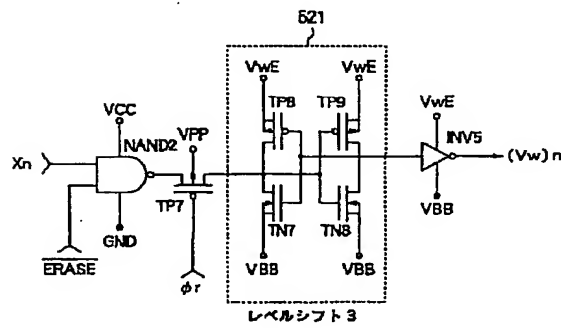 521
VwE
VwE
TP8
TP9
VCC
VwE
NAND2
VPP
INV5
Xn
(Vw)n
TP7
TN7
TN8
VBB
GND
ERASE
VBB
VBB
φr
レベルシフト3